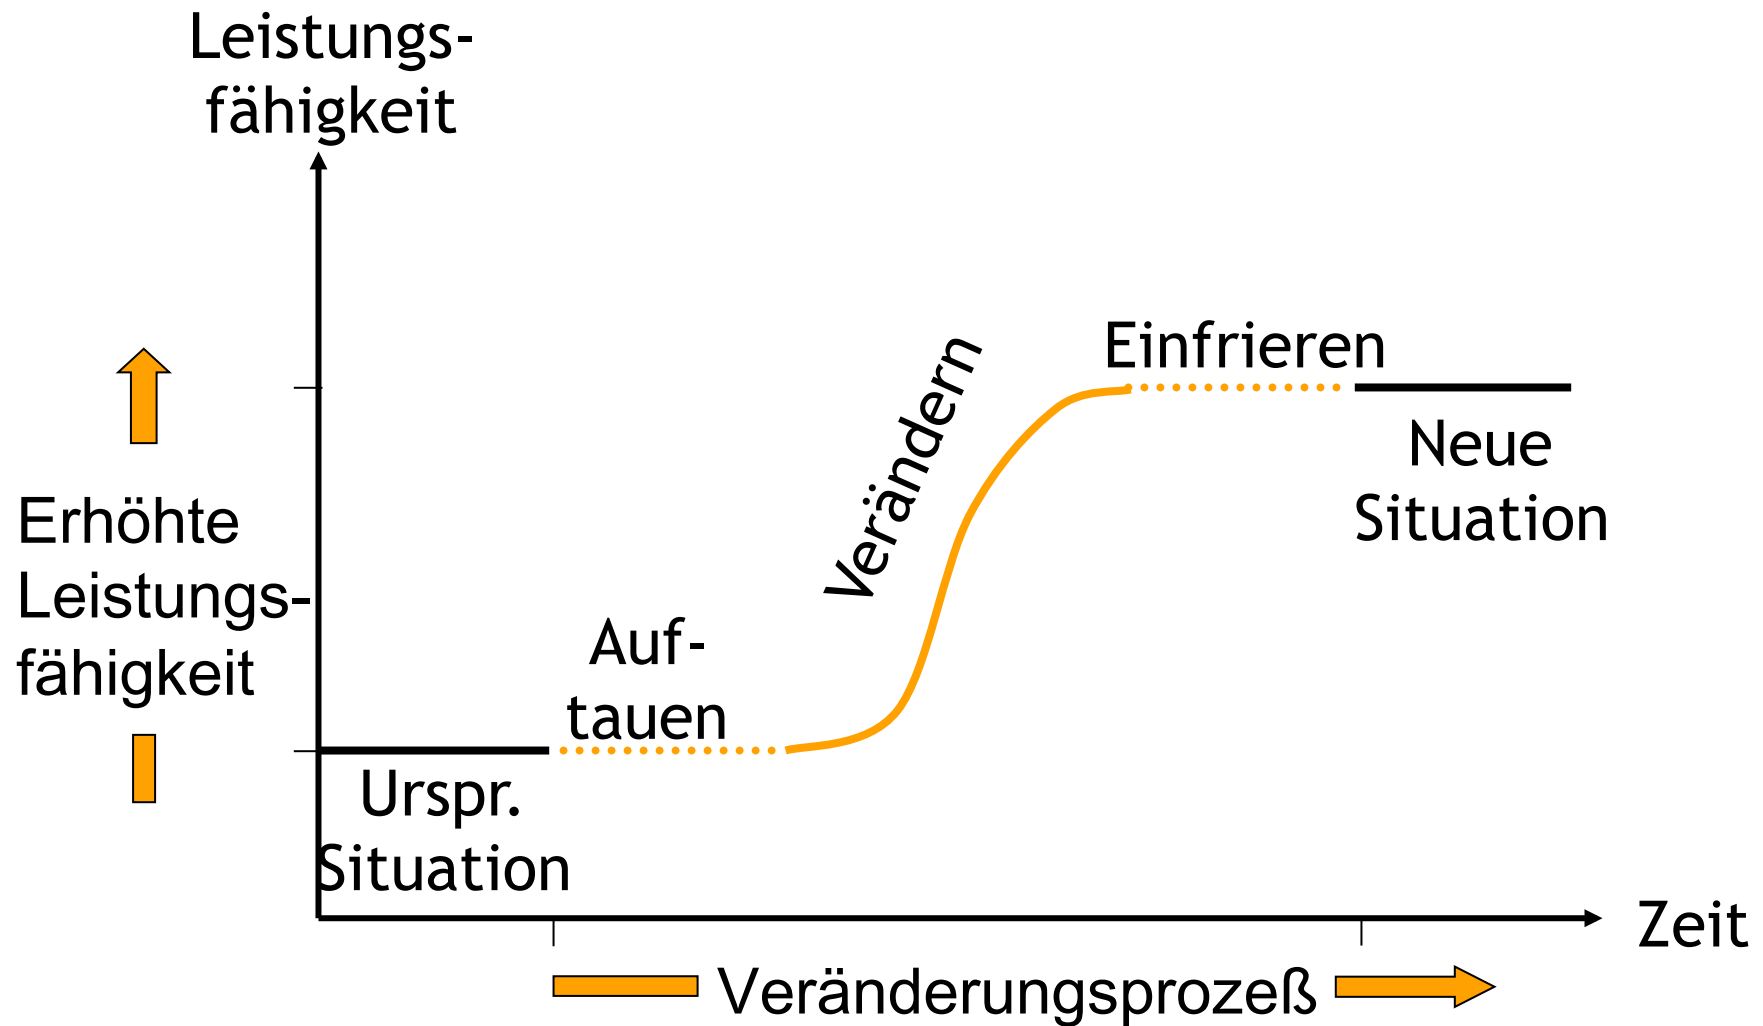 Leistungs-
fähigkeit
Einfrieren
Verändern
Neue
Situation
Erhöhte
Leistungs-
fähigkeit
Auf-
tauen
Urspr.
Situation
Zeit
Veränderungsprozeß